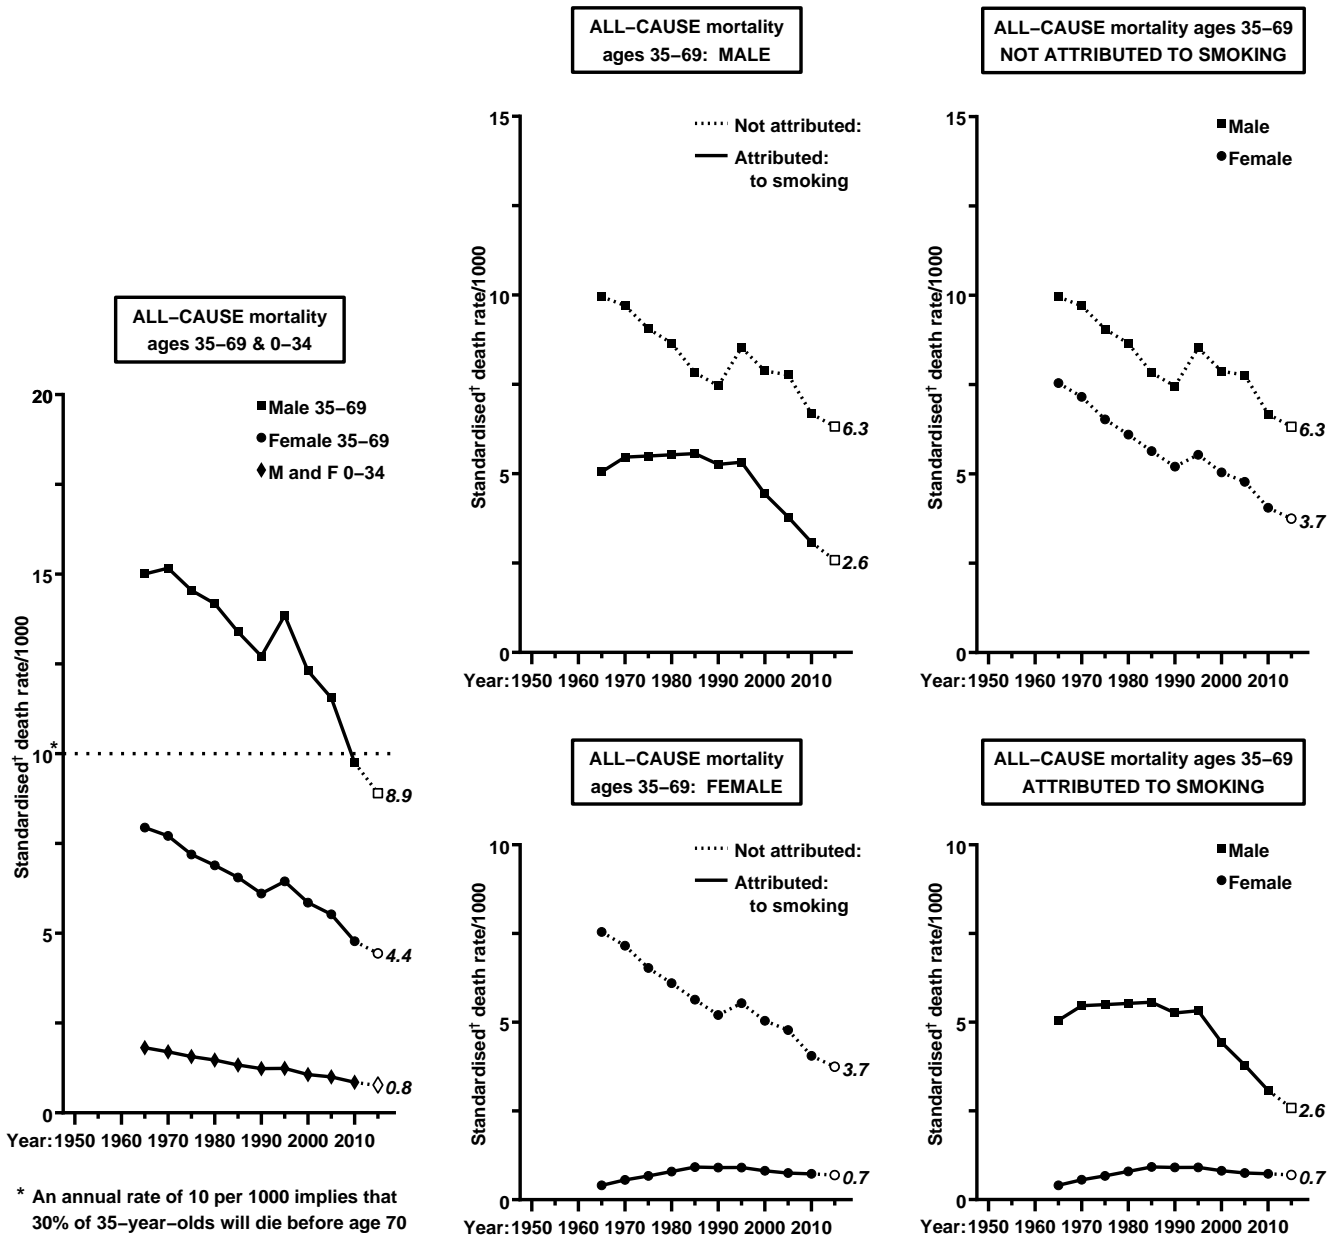 ALL−CAUSE mortality
ages 35−69 & 0−34
20
15
10
5
0
*
Standardised† death rate/1000
Male 35−69
Female 35−69
M and F 0−34
8.9
4.4
0.8
Year: 1950 1960 1970 1980 1990 2000 2010
* An annual rate of 10 per 1000 implies that
30% of 35−year−olds will die before age 70
ALL−CAUSE mortality
ages 35−69: MALE
15
10
5
0
Standardised† death rate/1000
Not attributed:
Attributed:
to smoking
6.3
2.6
Year: 1950 1960 1970 1980 1990 2000 2010
ALL−CAUSE mortality ages 35−69
NOT ATTRIBUTED TO SMOKING
15
10
5
0
Standardised† death rate/1000
Male
Female
6.3
3.7
Year: 1950 1960 1970 1980 1990 2000 2010
ALL−CAUSE mortality
ages 35−69: FEMALE
10
5
0
Standardised† death rate/1000
Not attributed:
Attributed:
to smoking
3.7
0.7
Year: 1950 1960 1970 1980 1990 2000 2010
ALL−CAUSE mortality ages 35−69
ATTRIBUTED TO SMOKING
10
5
0
Standardised† death rate/1000
Male
Female
2.6
0.7
Year: 1950 1960 1970 1980 1990 2000 2010